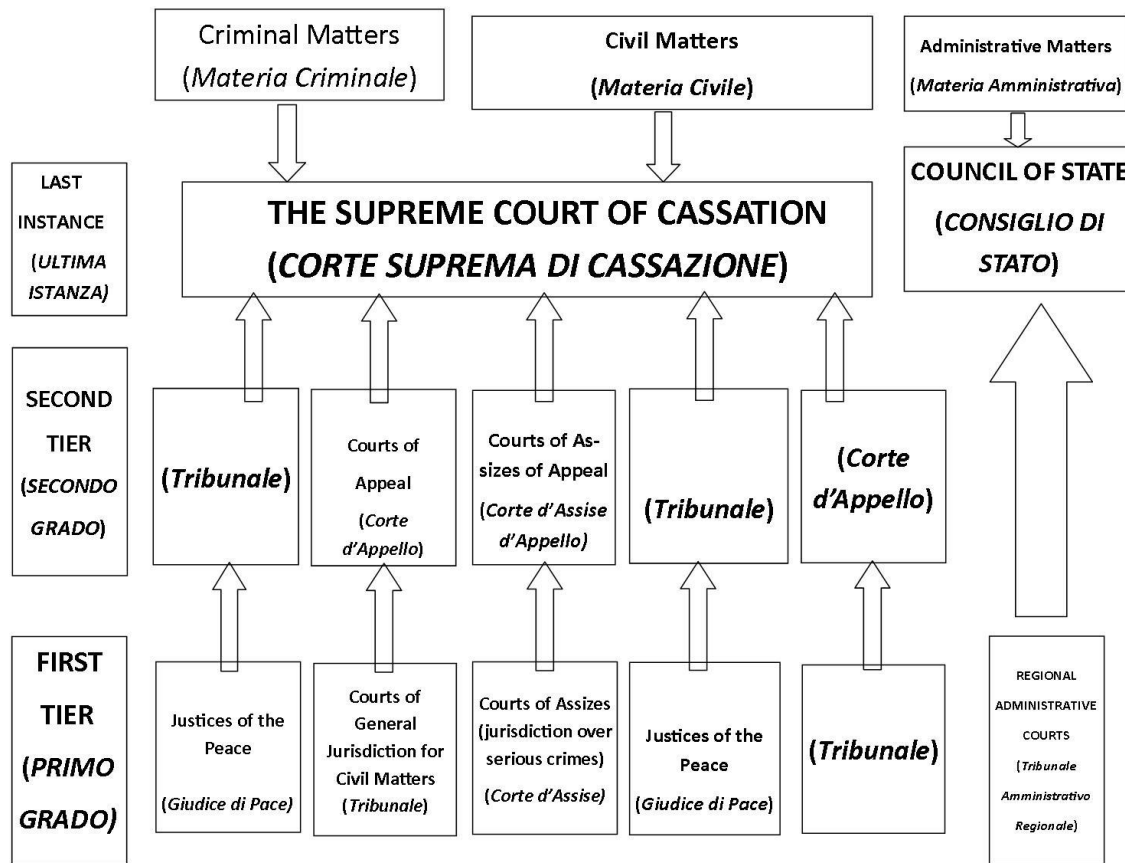 Criminal Matters
(Materia Criminale)
Civil Matters
(Materia Civile)
Administrative Matters
(Materia Amministrativa)
LAST
INSTANCE
(ULTIMA
ISTANZA)
THE SUPREME COURT OF CASSATION
(CORTE SUPREMA DI CASSAZIONE)
COUNCIL OF STATE
(CONSIGLIO DI
STATO)
SECOND
TIER
(SECONDO
GRADO)
(Tribunale)
Courts of
Appeal
(Corte
d’Appello)
Courts of As-
sizes of Appeal
(Corte d’Assise
d’Appello)
(Tribunale)
(Corte
d’Appello)
FIRST
TIER
(PRIMO
GRADO)
Justices of the
Peace
(Giudice di Pace)
Courts of
General
Jurisdiction for
Civil Matters
(Tribunale)
Courts of Assizes
(jurisdiction over
serious crimes)
(Corte d’Assise)
Justices of the
Peace
(Giudice di Pace)
(Tribunale)
REGIONAL
ADMINISTRATIVE
COURTS
(Tribunale
Amministrativo
Regionale)